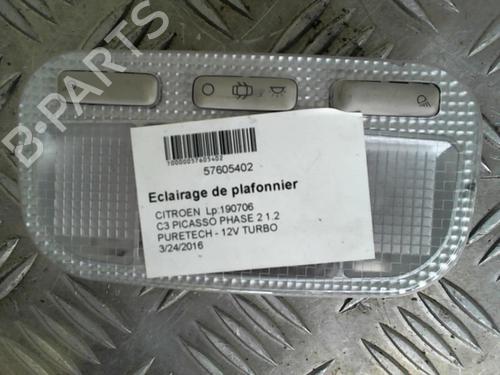 B-PARTS
10000057605402
57605402
Eclairage de plafonnier
CITROEN Lp:190706
C3 PICASSO PHASE 2 1.2
PURETECH - 12V TURBO
3/24/2016